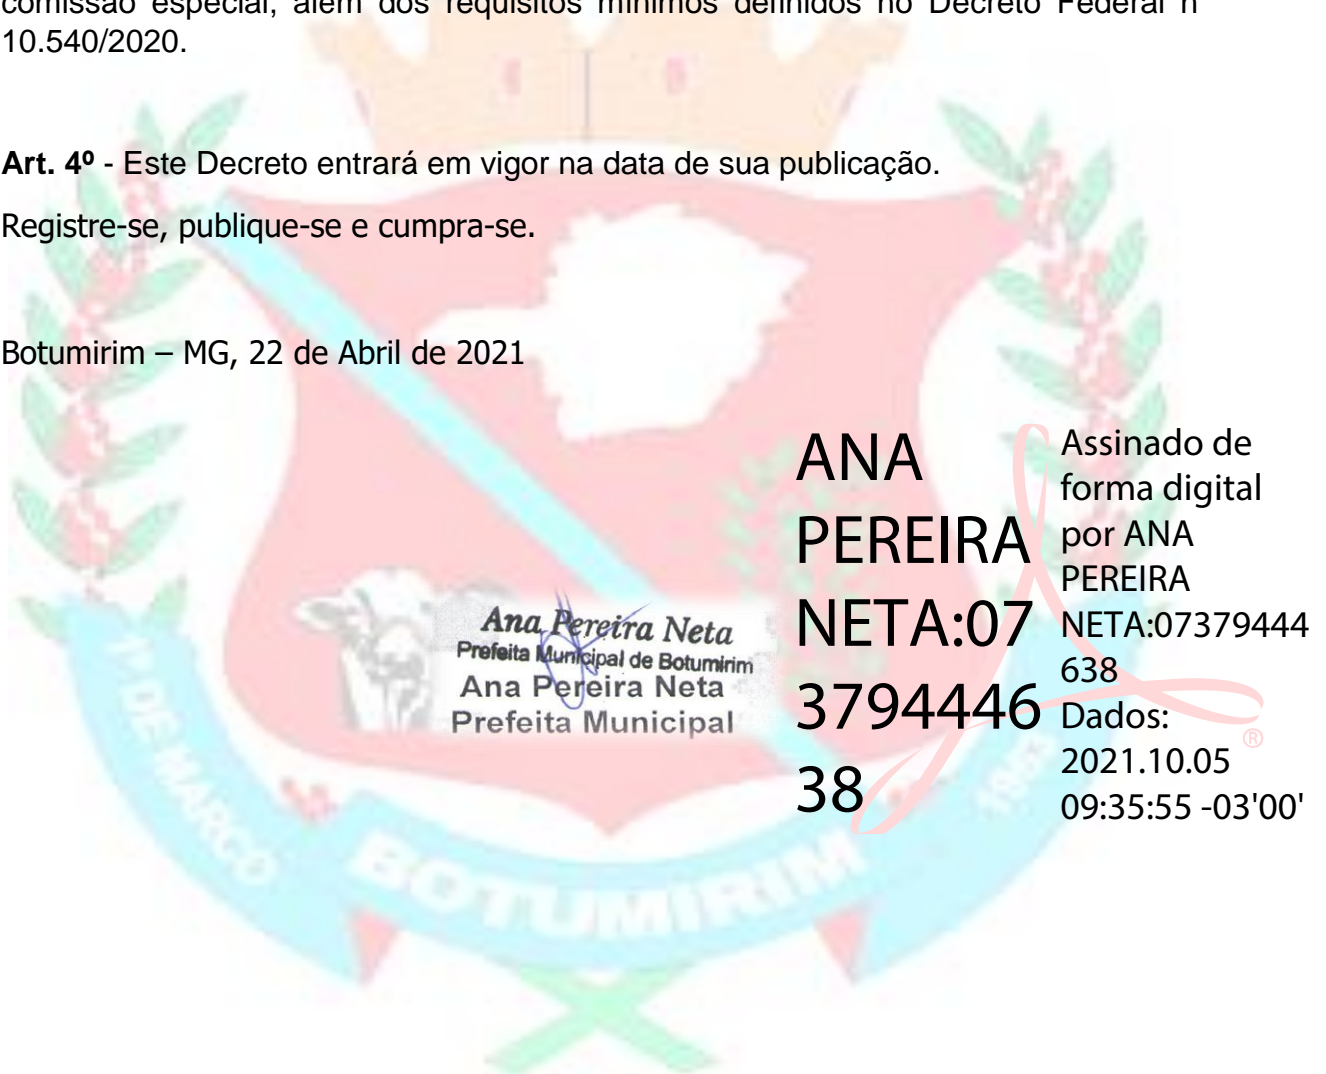 comissão especial, além dos requisitos mínimos definidos no Decreto Federal n
10.540/2020.
Art. 4º - Este Decreto entrará em vigor na data de sua publicação.
Registre-se, publique-se e cumpra-se.
Botumirim – MG, 22 de Abril de 2021
Ana Pereira Neta
Prefeita Municipal de Botumirim
Ana Pereira Neta
Prefeita Municipal
ANA
PEREIRA
NETA:07
3794446
38
Assinado de
forma digital
por ANA
PEREIRA
NETA:07379444
638
Dados:
2021.10.05
09:35:55 -03'00'
®
1º DE MARÇO
BOTUMIRIM
1963